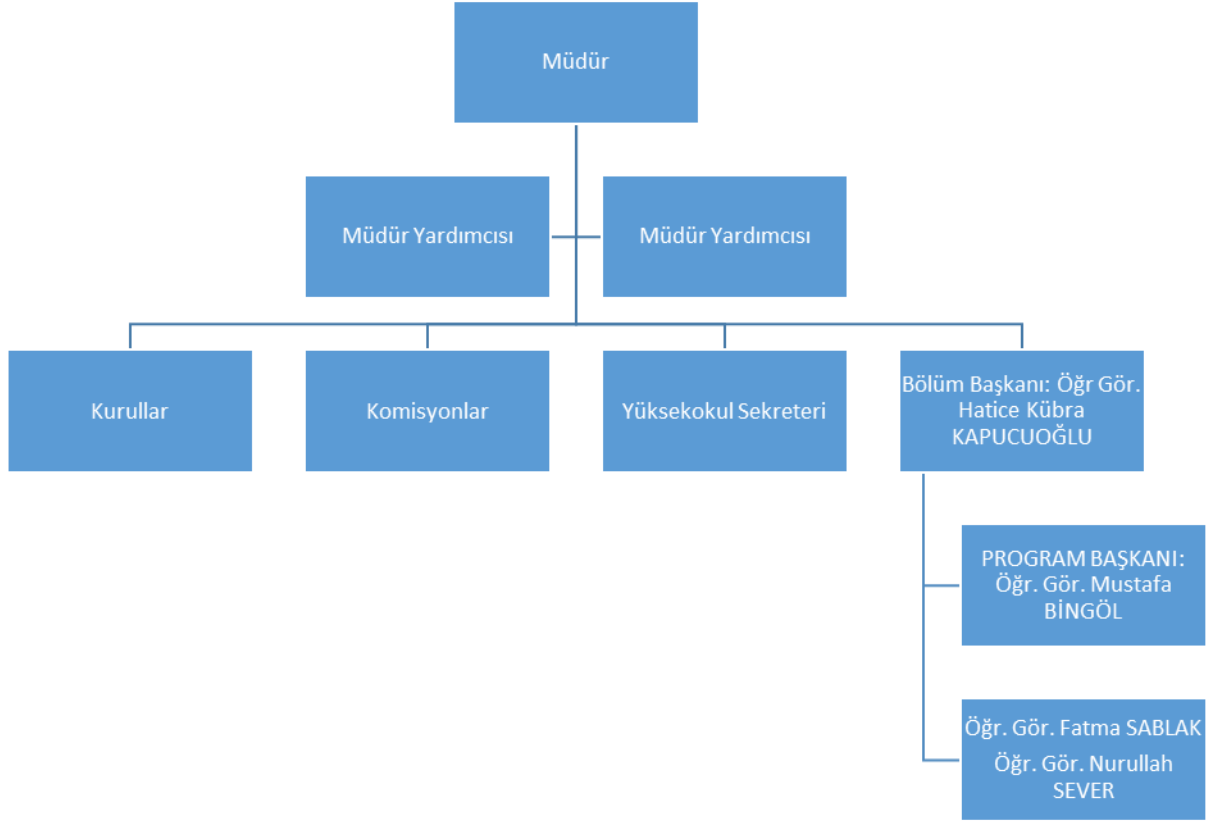 Müdür
Müdür Yardımcısı
Müdür Yardımcısı
Kurullar
Komisyonlar
Yüksekokul Sekreteri
Bölüm Başkanı: Öğr Gör.
Hatice Kübra
KAPUCUOĞLU
PROGRAM BAŞKANI:
Öğr. Gör. Mustafa
BİNGÖL
Öğr. Gör. Fatma SABLAK
Öğr. Gör. Nurullah
SEVER